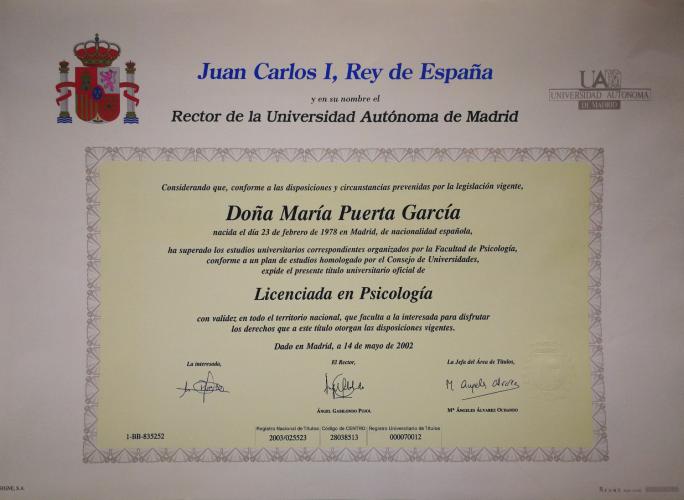 Juan Carlos I, Rey de España
y en su nombre el
Rector de la Universidad Autónoma de Madrid
UNIVERSIDAD AUTONOMA
DE MADRID
Considerando que, conforme a las disposiciones y circunstancias prevenidas por la legislación vigente,
Doña María Puerta García
nacida el día 23 de febrero de 1978 en Madrid, de nacionalidad española,
ha superado los estudios universitarios correspondientes organizados por la Facultad de Psicología,
conforme a un plan de estudios homologado por el Consejo de Universidades,
expide el presente título universitario oficial de
Licenciada en Psicología
con validez en todo el territorio nacional, que faculta a la interesada para disfrutar
los derechos que a este título otorgan las disposiciones vigentes.
Dado en Madrid, a 14 de mayo de 2002
La interesada, El Rector, La Jefa del Área de Títulos,
M. Angeles Alvarez
ÁNGEL GABILONDO PUJOL Mª ÁNGELES ÁLVAREZ OCHANDO
Registro Nacional de Títulos Código de CENTRO Registro Universitario de Títulos
1-BB-835252 2003/025523 28038513 000070012
SIGNE, S.A.